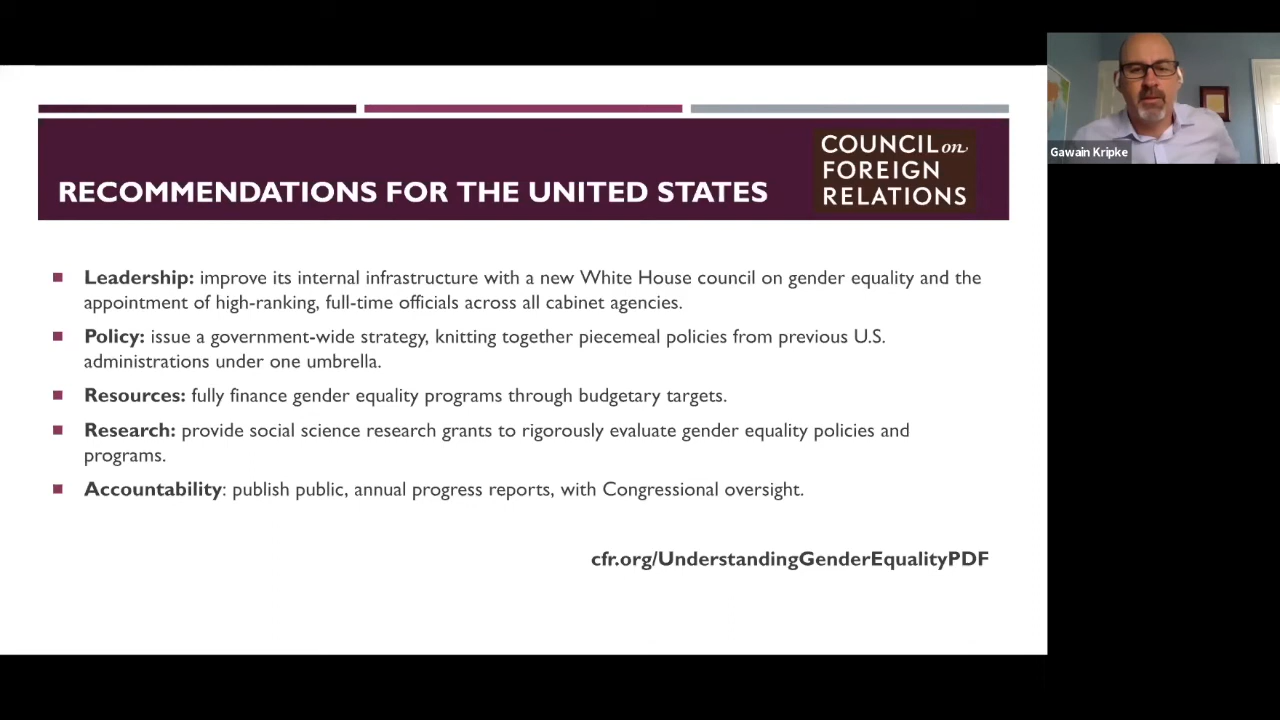 COUNCIL on
FOREIGN
RELATIONS
RECOMMENDATIONS FOR THE UNITED STATES
Gawain Kripke
Leadership: improve its internal infrastructure with a new White House council on gender equality and the
appointment of high-ranking, full-time officials across all cabinet agencies.
Policy: issue a government-wide strategy, knitting together piecemeal policies from previous U.S.
administrations under one umbrella.
Resources: fully finance gender equality programs through budgetary targets.
Research: provide social science research grants to rigorously evaluate gender equality policies and
programs.
Accountability: publish public, annual progress reports, with Congressional oversight.
cfr.org/UnderstandingGenderEqualityPDF